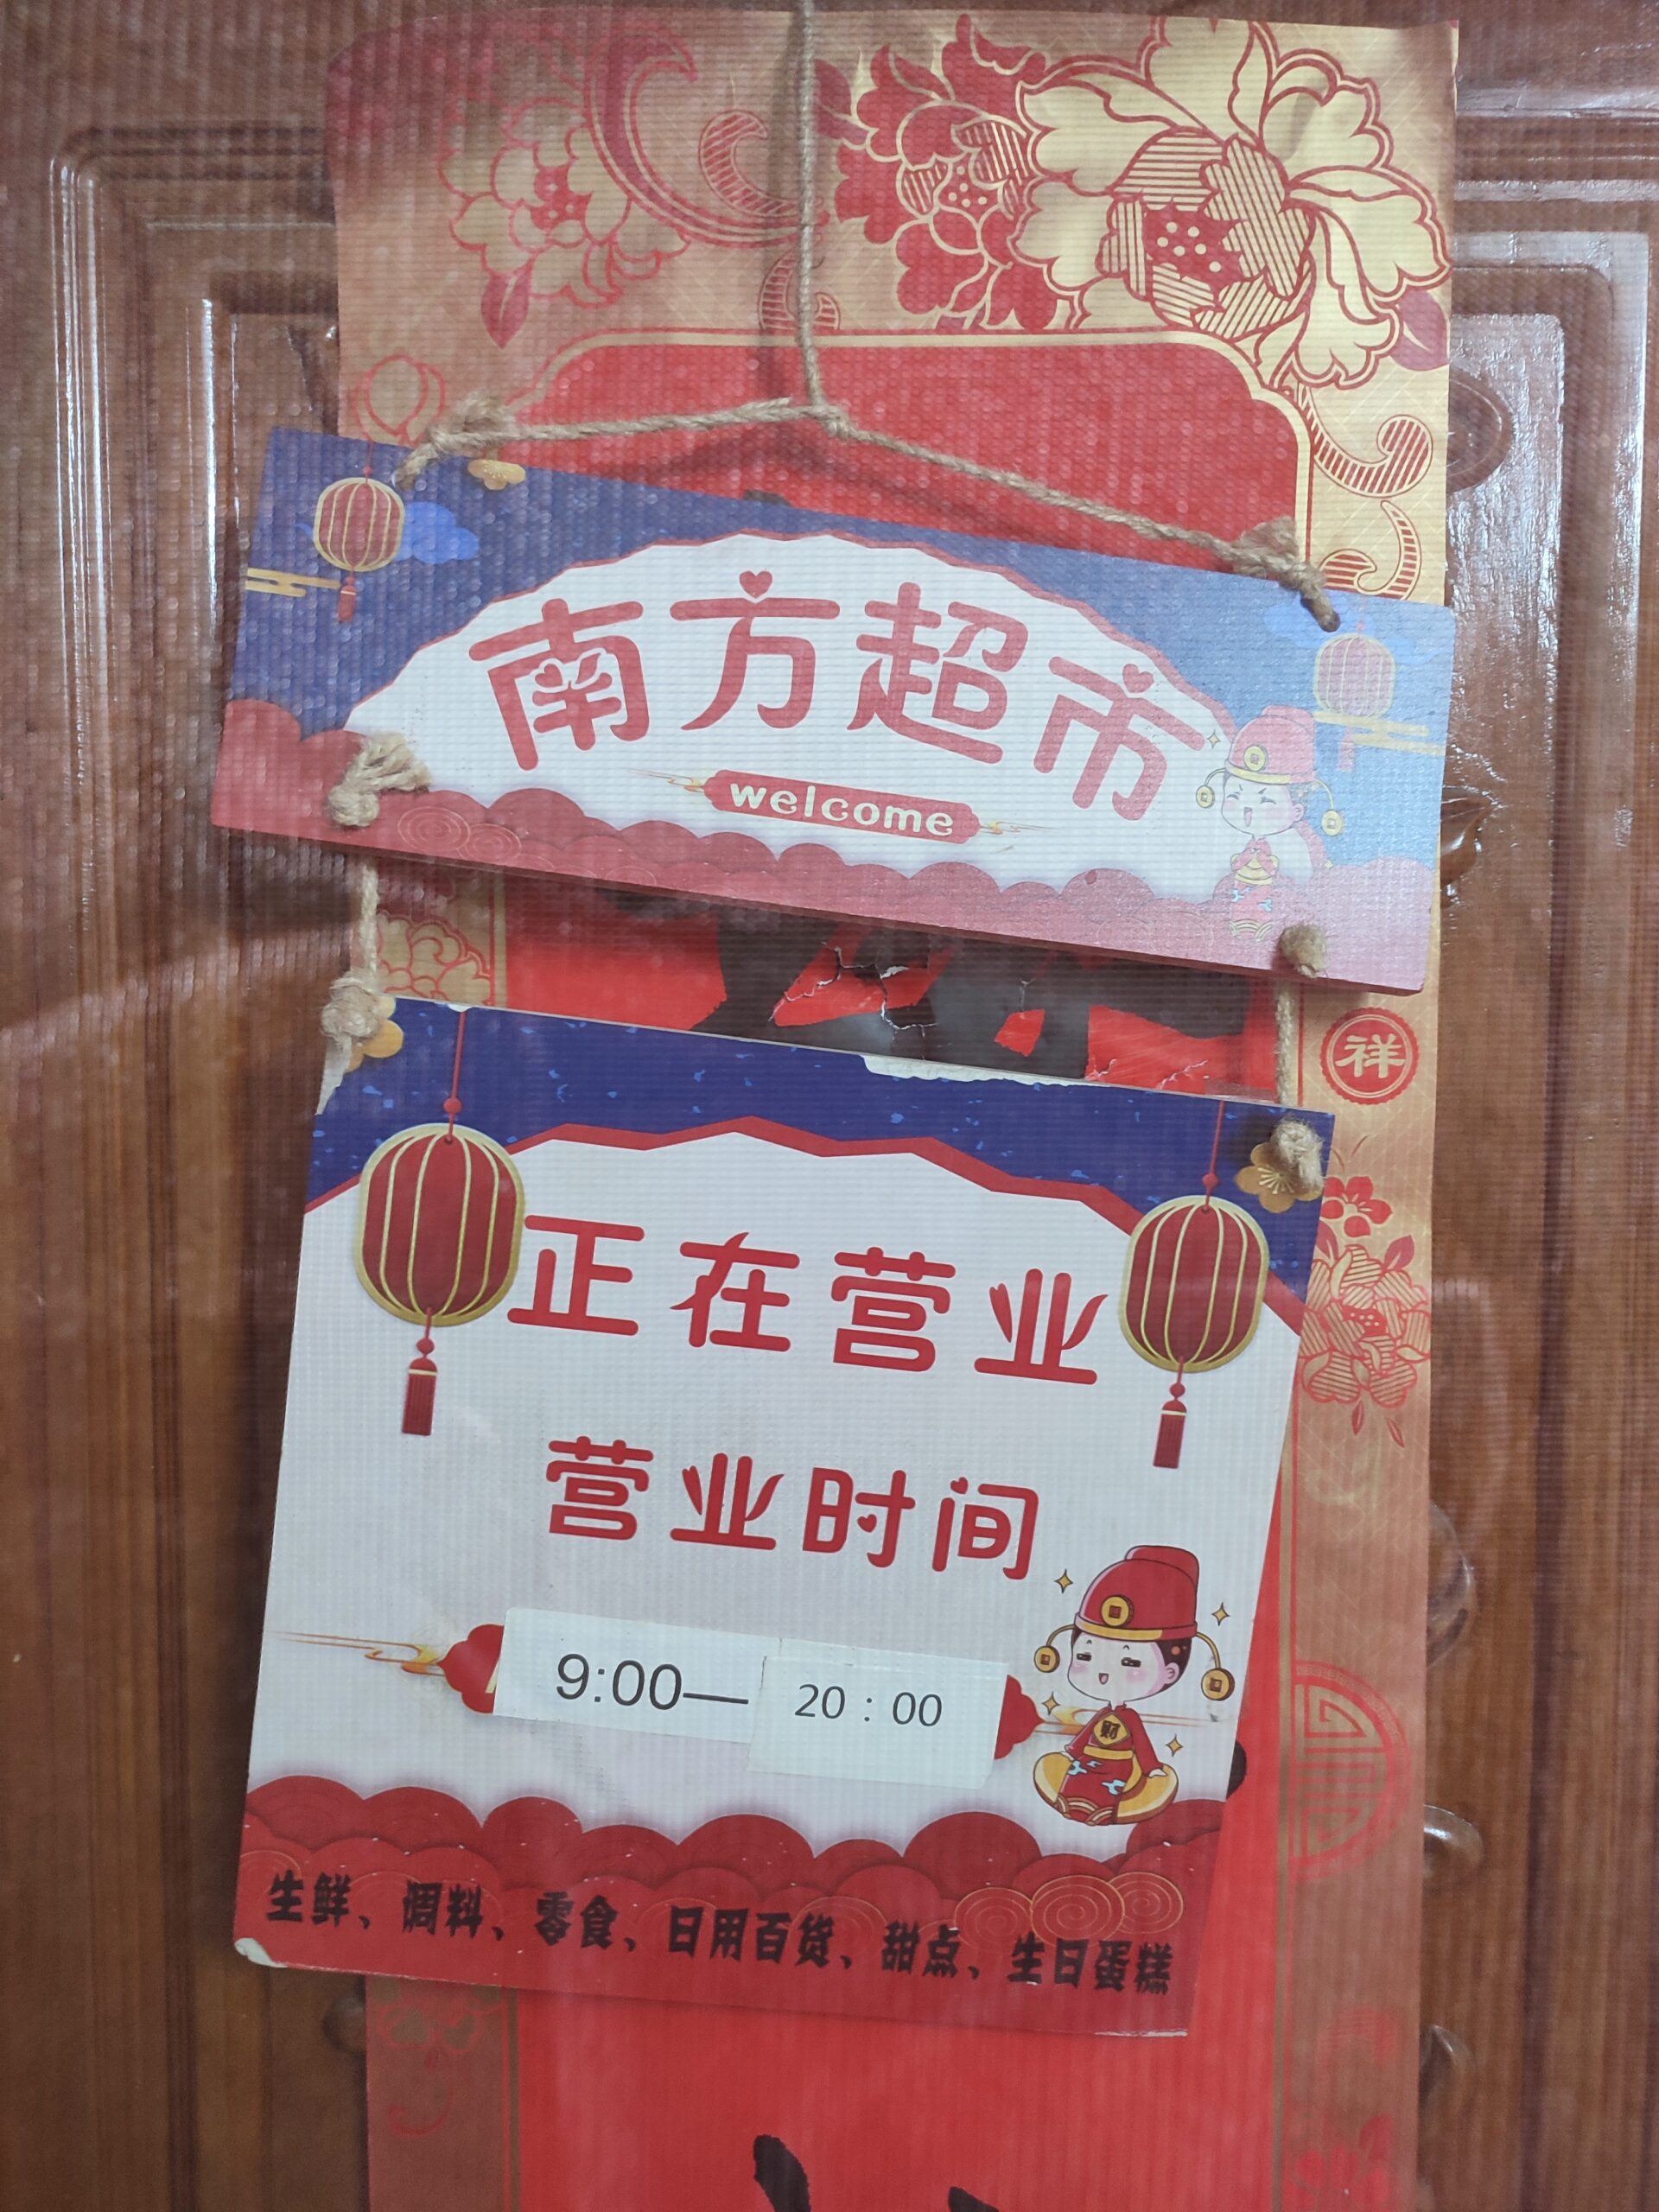 南方超市
welcome
祥
正在营业
营业时间
9:00— 20：00
财
生鲜、调料、零食、日用百货、甜点、生日蛋糕